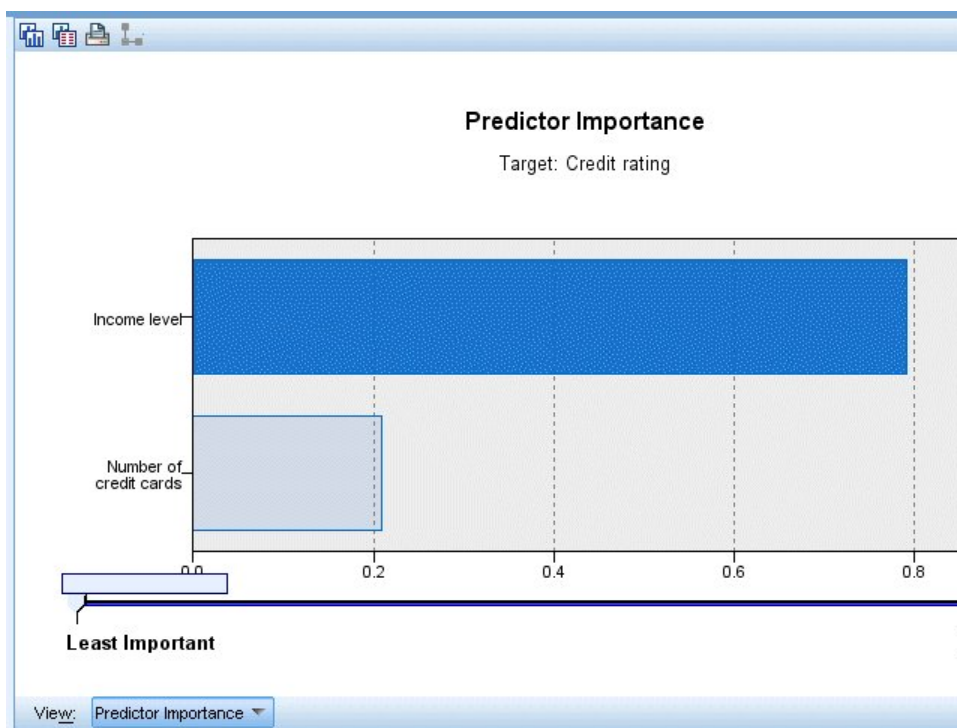 Predictor Importance
Target: Credit rating
Income level
Number of
credit cards
0.0 0.2 0.4 0.6 0.8
Least Important
View: Predictor Importance